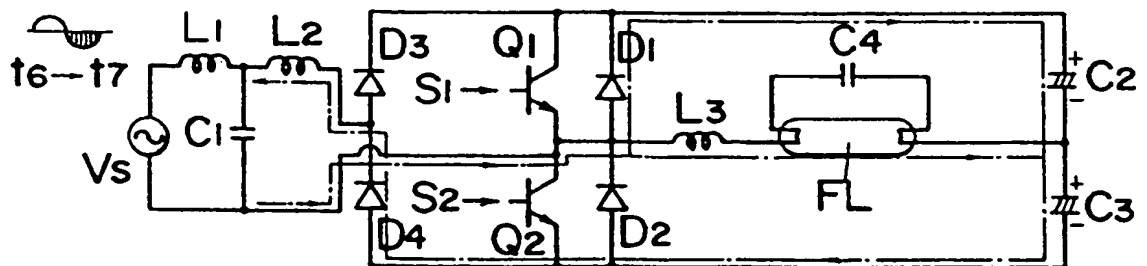 L1 L2 D3 Q1 D1 C4
t6→t7
S1 + C2 -
L3
C1
Vs
S2 FL + C3 -
D4 Q2 D2